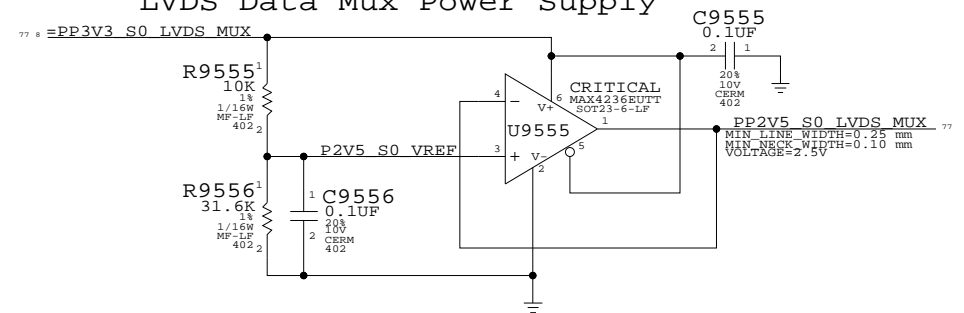 LVDS Data Mux Power Supply
77 8 =PP3V3_S0_LVDS_MUX
C9555
0.1UF
2 1
20%
10V
CERM
402
R9555
1
10K
1%
1/16W
MF-LF
402
2
CRITICAL
MAX4236EUTT
SOT23-6-LF
4
6
V+
U9555
1
PP2V5_S0_LVDS_MUX 77
MIN_LINE_WIDTH=0.25 mm
MIN_NECK_WIDTH=0.10 mm
VOLTAGE=2.5V
P2V5_S0_VREF
3
+
V-
5
2
R9556
1
31.6K
1%
1/16W
MF-LF
402
2
1
C9556
0.1UF
20%
10V
CERM
402
2